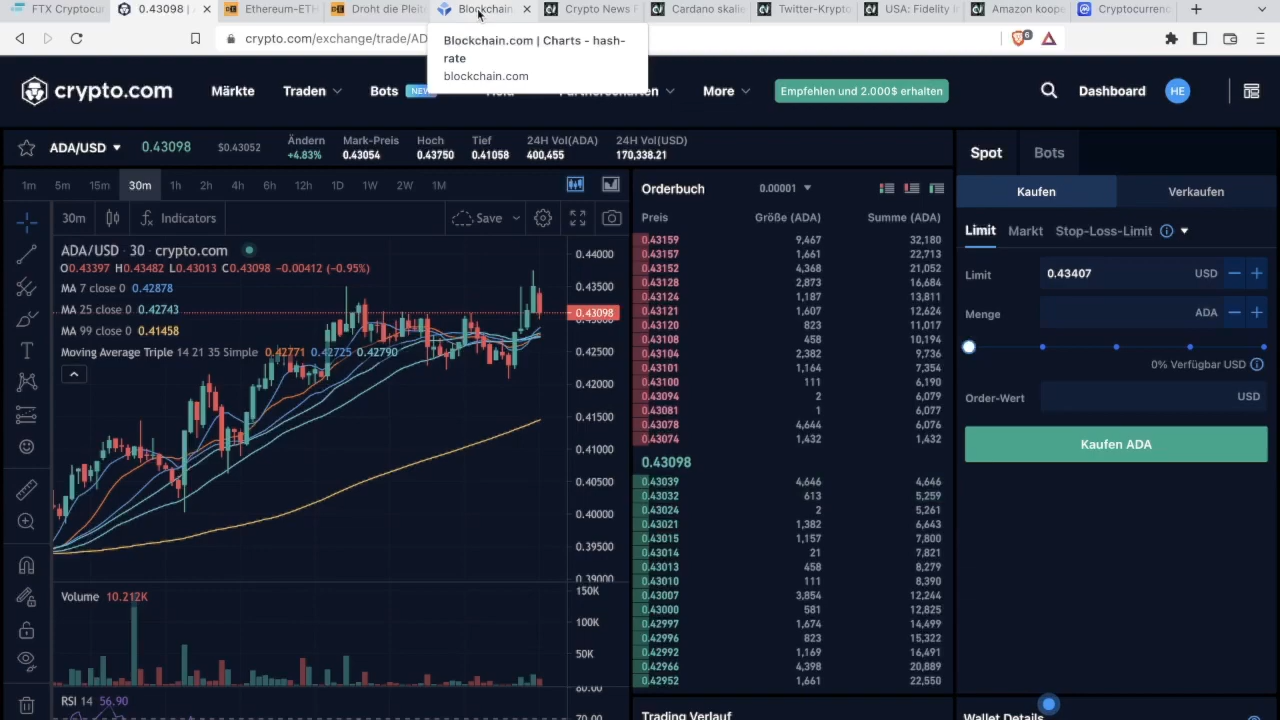 FTX Cryptocur
0.43098 |
Ethereum-ETH
Droht die Pleit
Blockchain
Crypto News F
Cardano skalie
Twitter-Krypto
USA: Fidelity In
Amazon koope
Cryptocurrenc
crypto.com/exchange/trade/AD
6
Blockchain.com | Charts - hash-
rate
blockchain.com
crypto.com
Märkte
Traden
Bots
NEW
More
Empfehlen und 2.000$ erhalten
Dashboard
HE
ADA/USD
0.43098
$0.43052
Ändern
+4.83%
Mark-Preis
0.43054
Hoch
0.43750
Tief
0.41058
24H Vol(ADA)
400,455
24H Vol(USD)
170,338.21
Spot
Bots
1m 5m 15m 30m 1h 2h 4h 6h 12h 1D 1W 2W 1M
30m
Indicators
Save
ADA/USD · 30 · crypto.com
O0.43397 H0.43482 L0.43013 C0.43098 −0.00412 (−0.95%)
MA 7 close 0 0.42878
MA 25 close 0 0.42743
MA 99 close 0 0.41458
Moving Average Triple 14 21 35 Simple 0.42771 0.42725 0.42790
0.44000
0.43500
0.43098
0.42500
0.42000
0.41500
0.41000
0.40500
0.40000
0.39500
0.39000
Volume 10.212K
150K
100K
50K
RSI 14 56.90
80.00
70.00
Orderbuch
0.00001
Preis Größe (ADA) Summe (ADA)
0.43159 9,467 32,180
0.43157 1,661 22,713
0.43152 4,368 21,052
0.43128 2,873 16,684
0.43124 1,187 13,811
0.43121 1,607 12,624
0.43120 823 11,017
0.43108 458 10,194
0.43104 2,382 9,736
0.43101 1,164 7,354
0.43100 111 6,190
0.43094 2 6,079
0.43081 1 6,077
0.43078 4,644 6,076
0.43074 1,432 1,432
0.43098
0.43039 4,646 4,646
0.43032 613 5,259
0.43024 2 5,261
0.43021 1,382 6,643
0.43015 1,157 7,800
0.43014 21 7,821
0.43013 458 8,279
0.43010 111 8,390
0.43007 3,854 12,244
0.43000 581 12,825
0.42997 1,674 14,499
0.42996 823 15,322
0.42992 1,169 16,491
0.42966 4,398 20,889
0.42952 1,661 22,550
Trading Verlauf
Kaufen
Verkaufen
Limit
Markt
Stop-Loss-Limit
Limit
0.43407
USD
Menge
ADA
0% Verfügbar USD
Order-Wert
USD
Kaufen ADA
Wallet Details